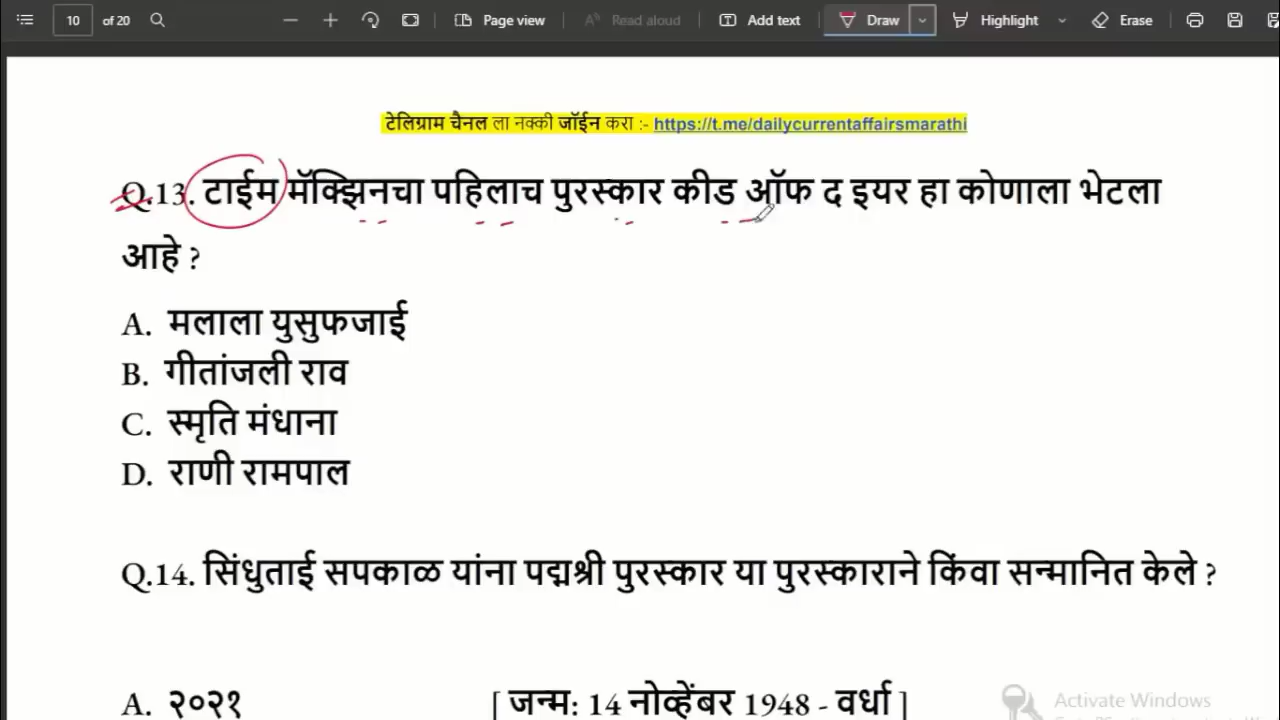 10 of 20 Page view Read aloud Add text Draw Highlight Erase
टेलिग्राम चॅनल ला नक्की जॉईन करा :- https://t.me/dailycurrentaffairsmarathi
Q.13. टाईम मॅक्झिनचा पहिलाच पुरस्कार कीड ऑफ द इयर हा कोणाला भेटला
आहे ?
A. मलाला युसुफजाई
B. गीतांजली राव
C. स्मृति मंधाना
D. राणी रामपाल
Q.14. सिंधुताई सपकाळ यांना पद्मश्री पुरस्कार या पुरस्काराने किंवा सन्मानित केले ?
A. २०२१ [ जन्म: 14 नोव्हेंबर 1948 - वर्धा ]
Activate Windows